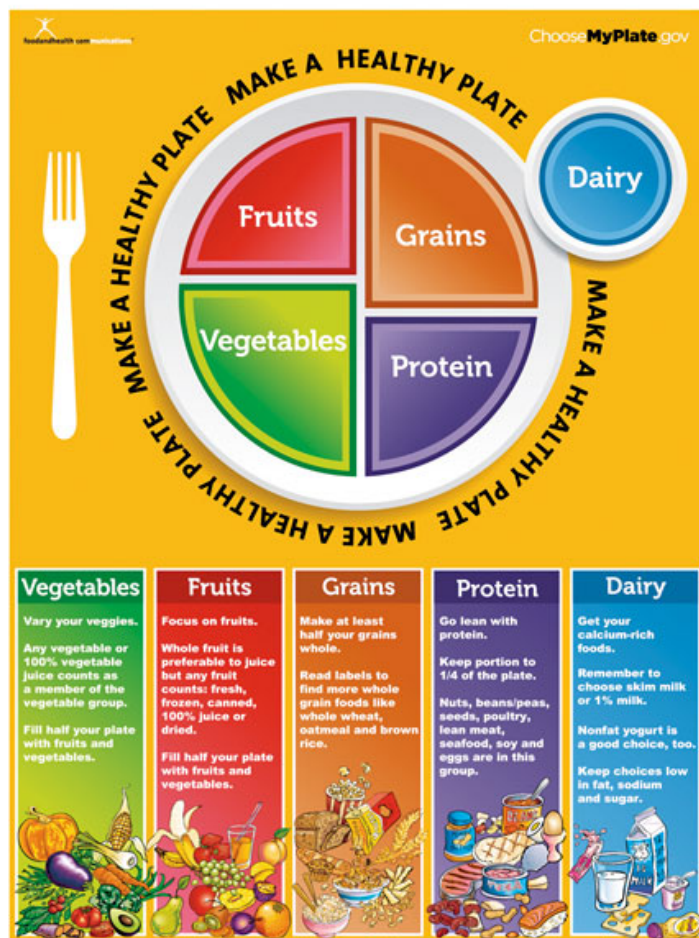 foodandhealth communications
ChooseMyPlate.gov
MAKE A HEALTHY PLATE
MAKE A HEALTHY PLATE
MAKE A HEALTHY PLATE
MAKE A HEALTHY PLATE
MAKE A HEALTHY PLATE
Fruits
Grains
Dairy
Vegetables
Protein
Vegetables
Vary your veggies.
Any vegetable or
100% vegetable
juice counts as
a member of the
vegetable group.
Fill half your plate
with fruits and
vegetables.
Fruits
Focus on fruits.
Whole fruit is
preferable to juice
but any fruit
counts: fresh,
frozen, canned,
100% juice or
dried.
Fill half your plate
with fruits and
vegetables.
Grains
Make at least
half your grains
whole.
Read labels to
find more whole
grain foods like
whole wheat,
oatmeal and brown
rice.
Protein
Go lean with
protein.
Keep portion to
1/4 of the plate.
Nuts, beans/peas,
seeds, poultry,
lean meat,
seafood, soy and
eggs are in this
group.
Dairy
Get your
calcium-rich
foods.
Remember to
choose skim milk
or 1% milk.
Nonfat yogurt is
a good choice, too.
Keep choices low
in fat, sodium
and sugar.
MILK